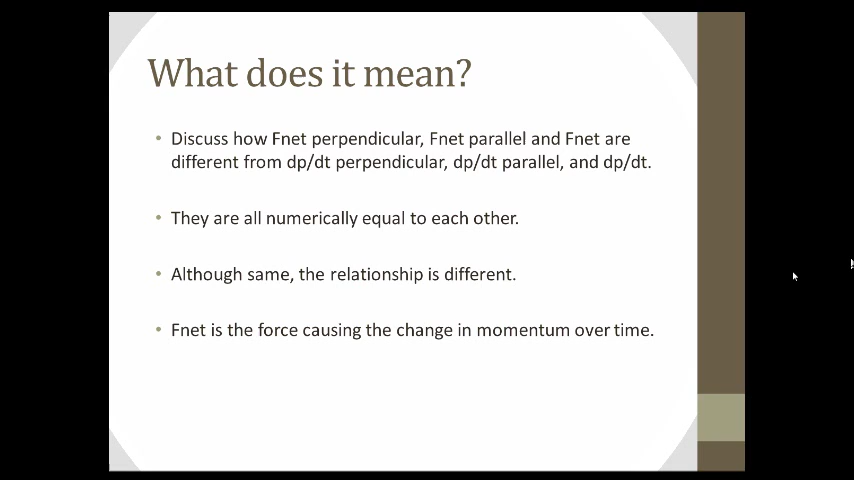 What does it mean?
• Discuss how Fnet perpendicular, Fnet parallel and Fnet are
different from dp/dt perpendicular, dp/dt parallel, and dp/dt.
• They are all numerically equal to each other.
• Although same, the relationship is different.
• Fnet is the force causing the change in momentum over time.